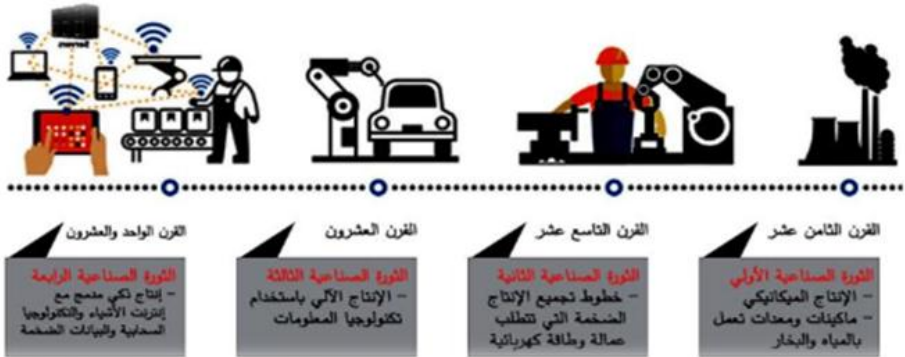 القرن الثامن عشر
الثورة الصناعية الأولي
- الإنتاج الميكانيكي
- ماكينات ومعدات تعمل
بالمياه والبخار
القرن التاسع عشر
الثورة الصناعية الثانية
- خطوط تجميع الإنتاج
الضخمة التي تتطلب
عمالة وطاقة كهربائية
القرن العشرون
الثورة الصناعية الثالثة
- الإنتاج الآلي باستخدام
تكنولوجيا المعلومات
القرن الواحد والعشرون
الثورة الصناعية الرابعة
- إنتاج ذكي مدمج مع
إنترنت الأشياء والتكنولوجيا
السحابية والبيانات الضخمة